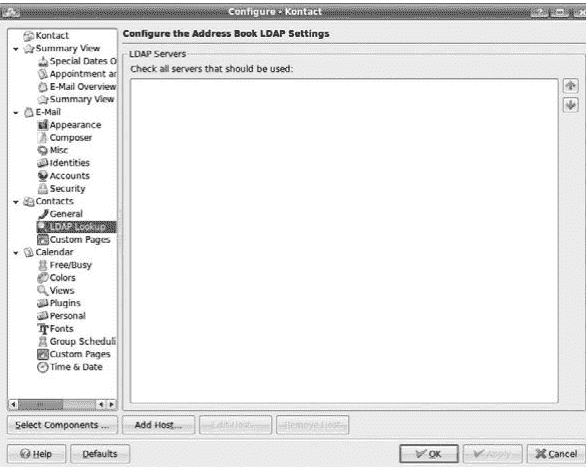 Configure - Kontact
Kontact
Summary View
Special Dates O
Appointment ar
E-Mail Overview
Summary View
E-Mail
Appearance
Composer
Misc
Identities
Accounts
Security
Contacts
General
LDAP Lookup
Custom Pages
Calendar
Free/Busy
Colors
Views
Plugins
Personal
Fonts
Group Scheduli
Custom Pages
Time & Date
Configure the Address Book LDAP Settings
LDAP Servers
Check all servers that should be used:
Select Components ...
Add Host...
Edit Host...
Remove Host
Help
Defaults
OK
Apply
Cancel